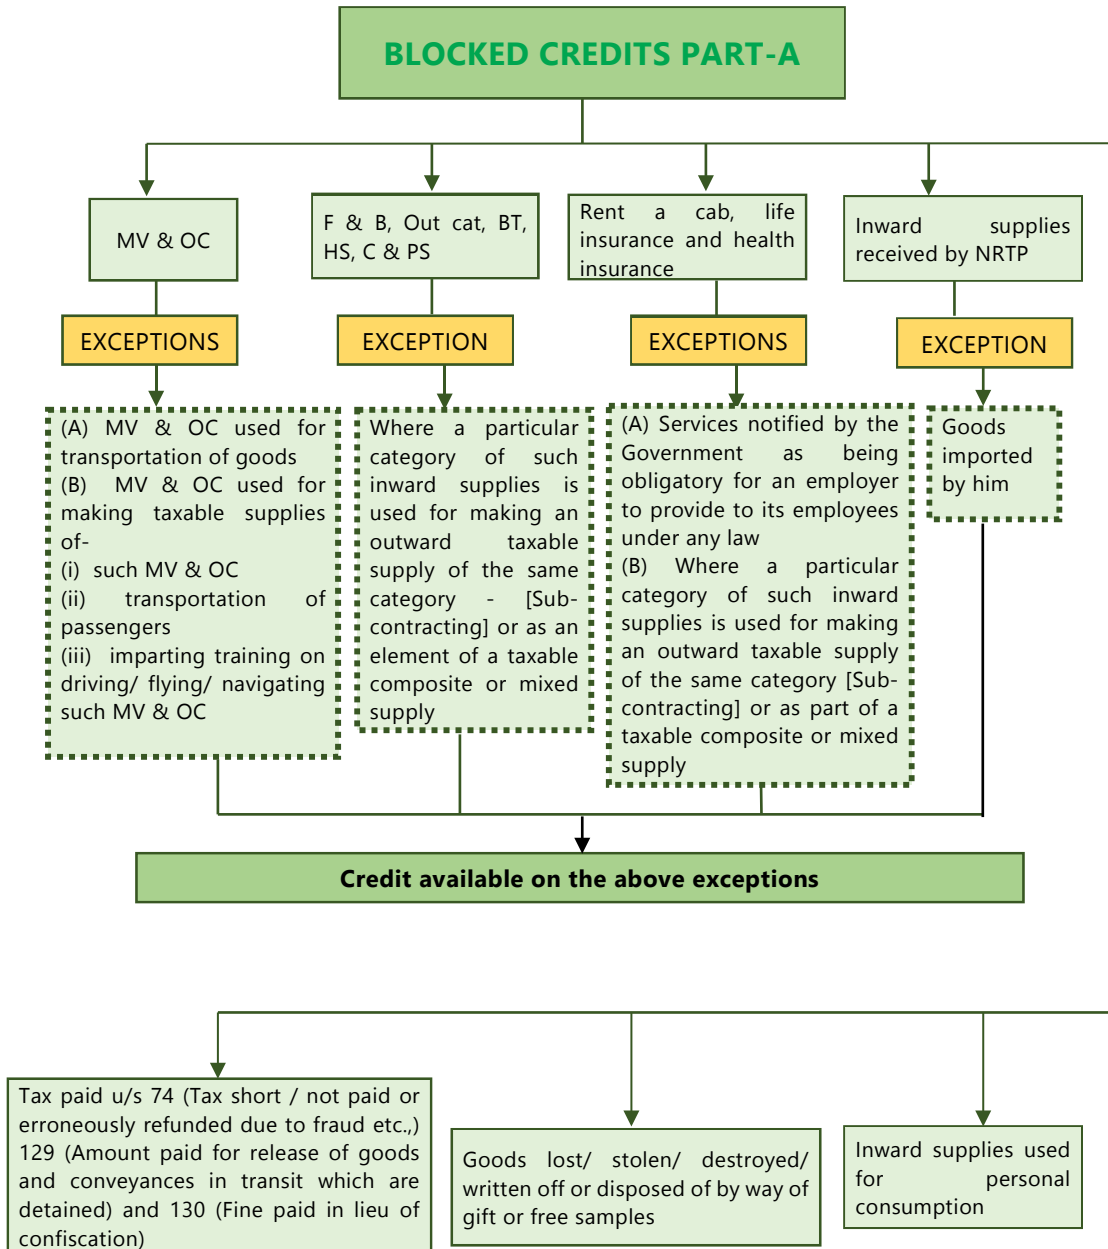 BLOCKED CREDITS PART-A
MV & OC
F & B, Out cat, BT,
HS, C & PS
Rent a cab, life
insurance and health
insurance
Inward supplies
received by NRTP
EXCEPTIONS
EXCEPTION
EXCEPTIONS
EXCEPTION
(A) MV & OC used for
transportation of goods
(B) MV & OC used for
making taxable supplies
of-
(i) such MV & OC
(ii) transportation of
passengers
(iii) imparting training on
driving/ flying/ navigating
such MV & OC
Where a particular
category of such
inward supplies is
used for making an
outward taxable
supply of the same
category - [Sub-
contracting] or as an
element of a taxable
composite or mixed
supply
(A) Services notified by the
Government as being
obligatory for an employer
to provide to its employees
under any law
(B) Where a particular
category of such inward
supplies is used for making
an outward taxable supply
of the same category [Sub-
contracting] or as part of a
taxable composite or mixed
supply
Goods
imported
by him
Credit available on the above exceptions
Tax paid u/s 74 (Tax short / not paid or
erroneously refunded due to fraud etc.,)
129 (Amount paid for release of goods
and conveyances in transit which are
detained) and 130 (Fine paid in lieu of
confiscation)
Goods lost/ stolen/ destroyed/
written off or disposed of by way of
gift or free samples
Inward supplies used
for personal
consumption